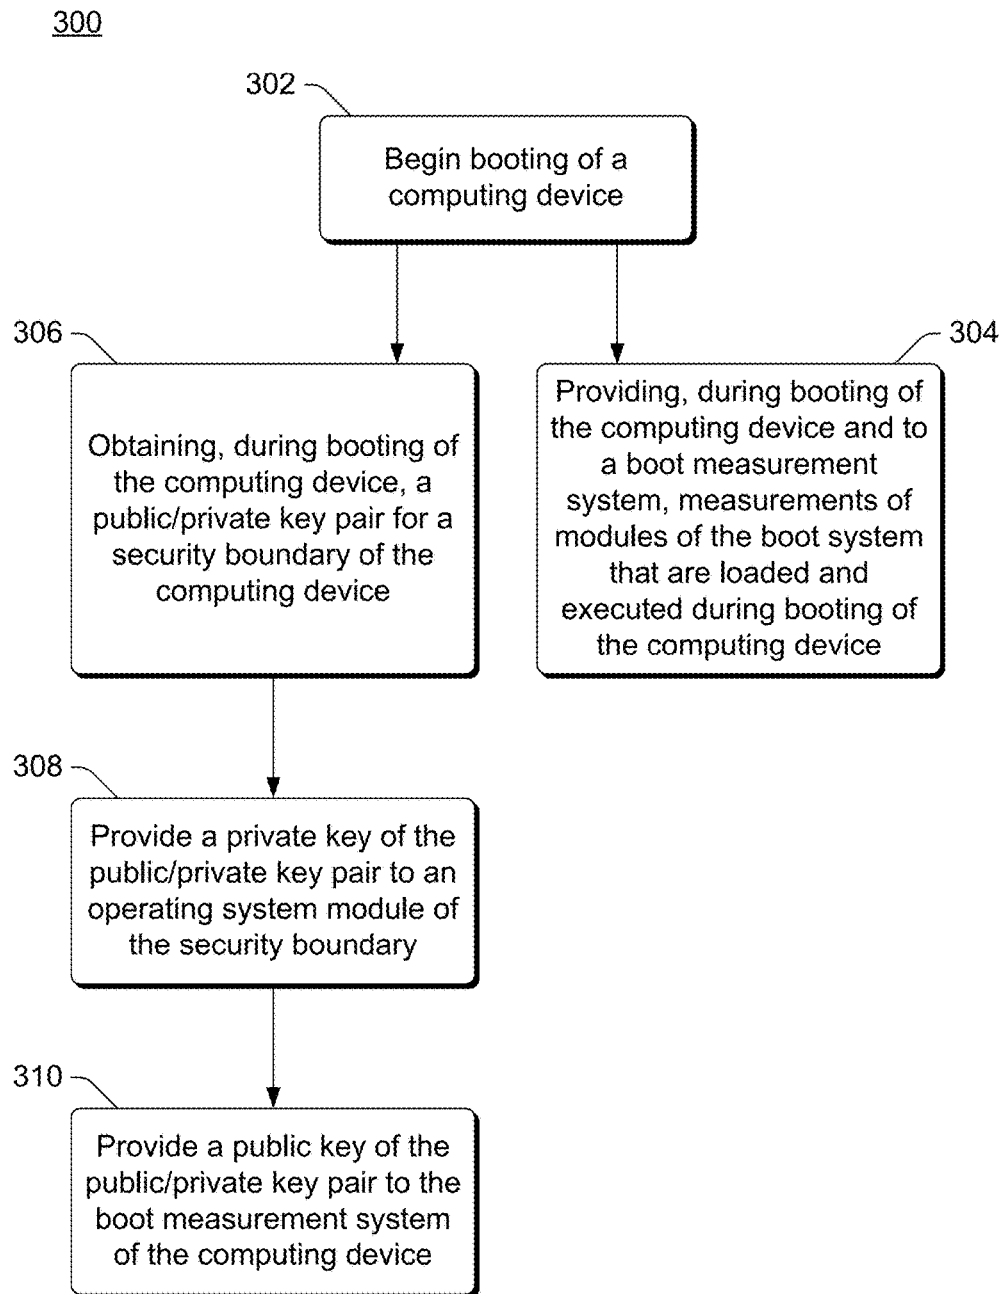 300
302
Begin booting of a
computing device
306
304
Obtaining, during booting of
the computing device, a
public/private key pair for a
security boundary of the
computing device
Providing, during booting of
the computing device and to
a boot measurement
system, measurements of
modules of the boot system
that are loaded and
executed during booting of
the computing device
308
Provide a private key of the
public/private key pair to an
operating system module of
the security boundary
310
Provide a public key of the
public/private key pair to the
boot measurement system
of the computing device